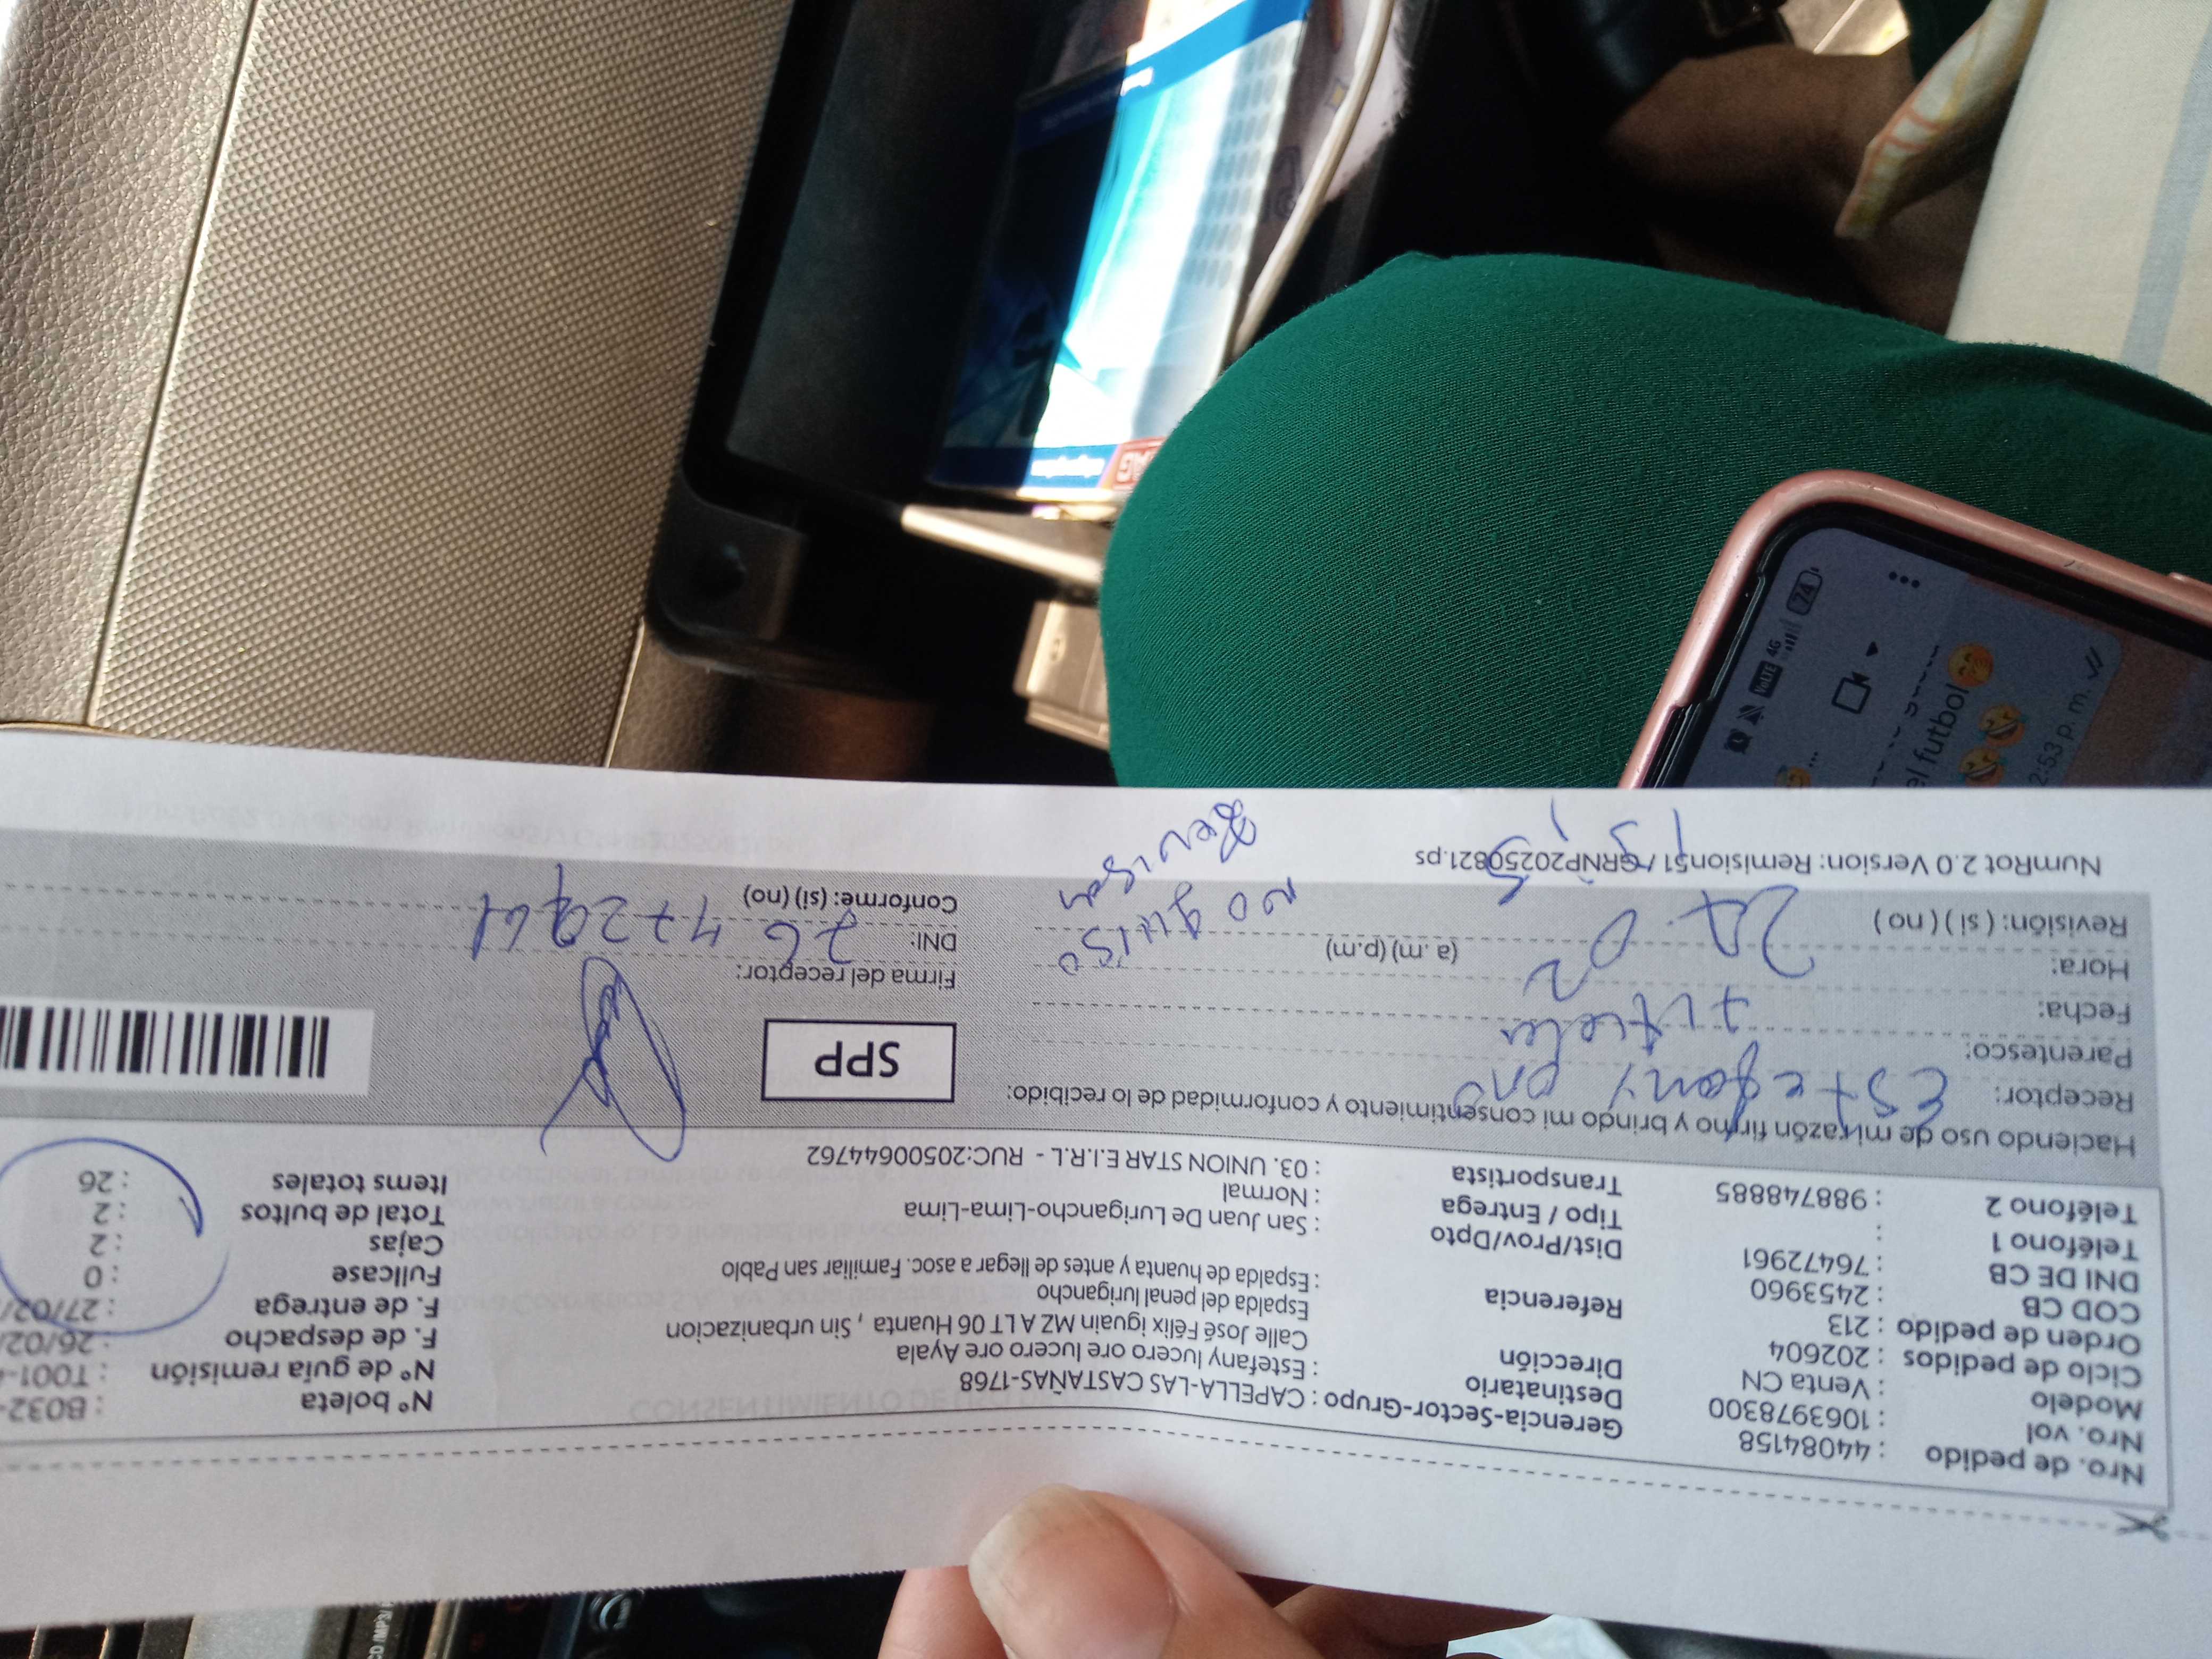 Nro. de pedido : 44084158
Nro. vol : 1063978300
Modelo : Venta CN
Ciclo de pedidos : 202604
Orden de pedido : 213
COD CB : 2453960
DNI DE CB : 76472961
Teléfono 1 :
Teléfono 2 : 988748885
Gerencia-Sector-Grupo : CAPELLA-LAS CASTAÑAS-1768
Destinatario : Estefany lucero ore lucero ore Ayala
Dirección Calle José Félix iguain MZ A LT 06 Huanta , Sin urbanizacion
Espalda del penal lurigancho
Referencia : Espalda de huanta y antes de llegar a asoc. Familiar san Pablo
Dist/Prov/Dpto : San Juan De Lurigancho-Lima-Lima
Tipo / Entrega : Normal
Transportista : 03. UNION STAR E.I.R.L - RUC:20500644762
N° boleta : B032-
N° de guía remisión : T001-
F. de despacho : 26/02/
F. de entrega : 27/02/
Fullcase : 0
Cajas : 2
Total de bultos : 2
Items totales : 26
Haciendo uso de mi razón firmo y brindo mi consentimiento y conformidad de lo recibido:
Receptor: Estefany ore
Parentesco: titular
Fecha:
Hora: (a .m) (p.m)
Revisión: ( si ) ( no )
no quiso
Revisar
SPP
Firma del receptor:
DNI: 76472961
Conforme: (si) (no)
NumRot 2.0 Version: Remision51 / GRNP20250821.ps
VoLTE 4G 74
el futbol
2:53 p. m.